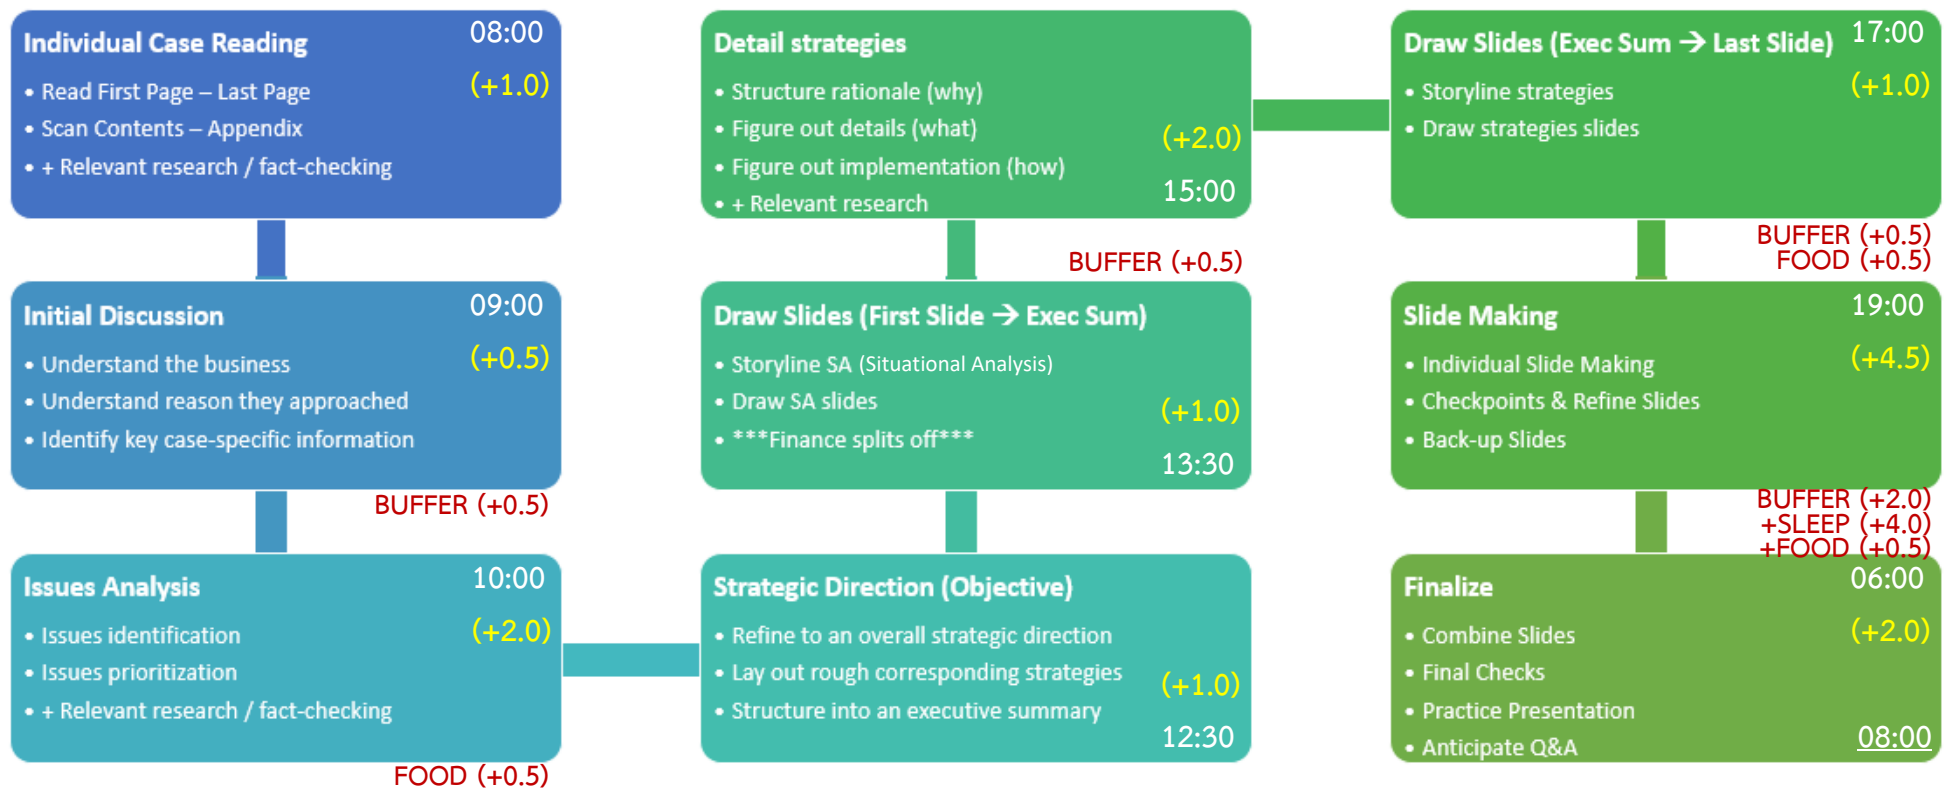 Individual Case Reading 08:00
• Read First Page – Last Page (+1.0)
• Scan Contents – Appendix
• + Relevant research / fact-checking
Initial Discussion 09:00
• Understand the business (+0.5)
• Understand reason they approached
• Identify key case-specific information
BUFFER (+0.5)
Issues Analysis 10:00
• Issues identification (+2.0)
• Issues prioritization
• + Relevant research / fact-checking
FOOD (+0.5)
Strategic Direction (Objective)
• Refine to an overall strategic direction
• Lay out rough corresponding strategies (+1.0)
• Structure into an executive summary
12:30
Draw Slides (First Slide → Exec Sum)
• Storyline SA (Situational Analysis)
• Draw SA slides (+1.0)
• ***Finance splits off***
13:30
BUFFER (+0.5)
Detail strategies
• Structure rationale (why)
• Figure out details (what) (+2.0)
• Figure out implementation (how)
15:00
• + Relevant research
Draw Slides (Exec Sum → Last Slide) 17:00
• Storyline strategies (+1.0)
• Draw strategies slides
BUFFER (+0.5)
FOOD (+0.5)
Slide Making 19:00
• Individual Slide Making (+4.5)
• Checkpoints & Refine Slides
• Back-up Slides
BUFFER (+2.0)
+SLEEP (+4.0)
+FOOD (+0.5)
Finalize 06:00
• Combine Slides (+2.0)
• Final Checks
• Practice Presentation
• Anticipate Q&A 08:00